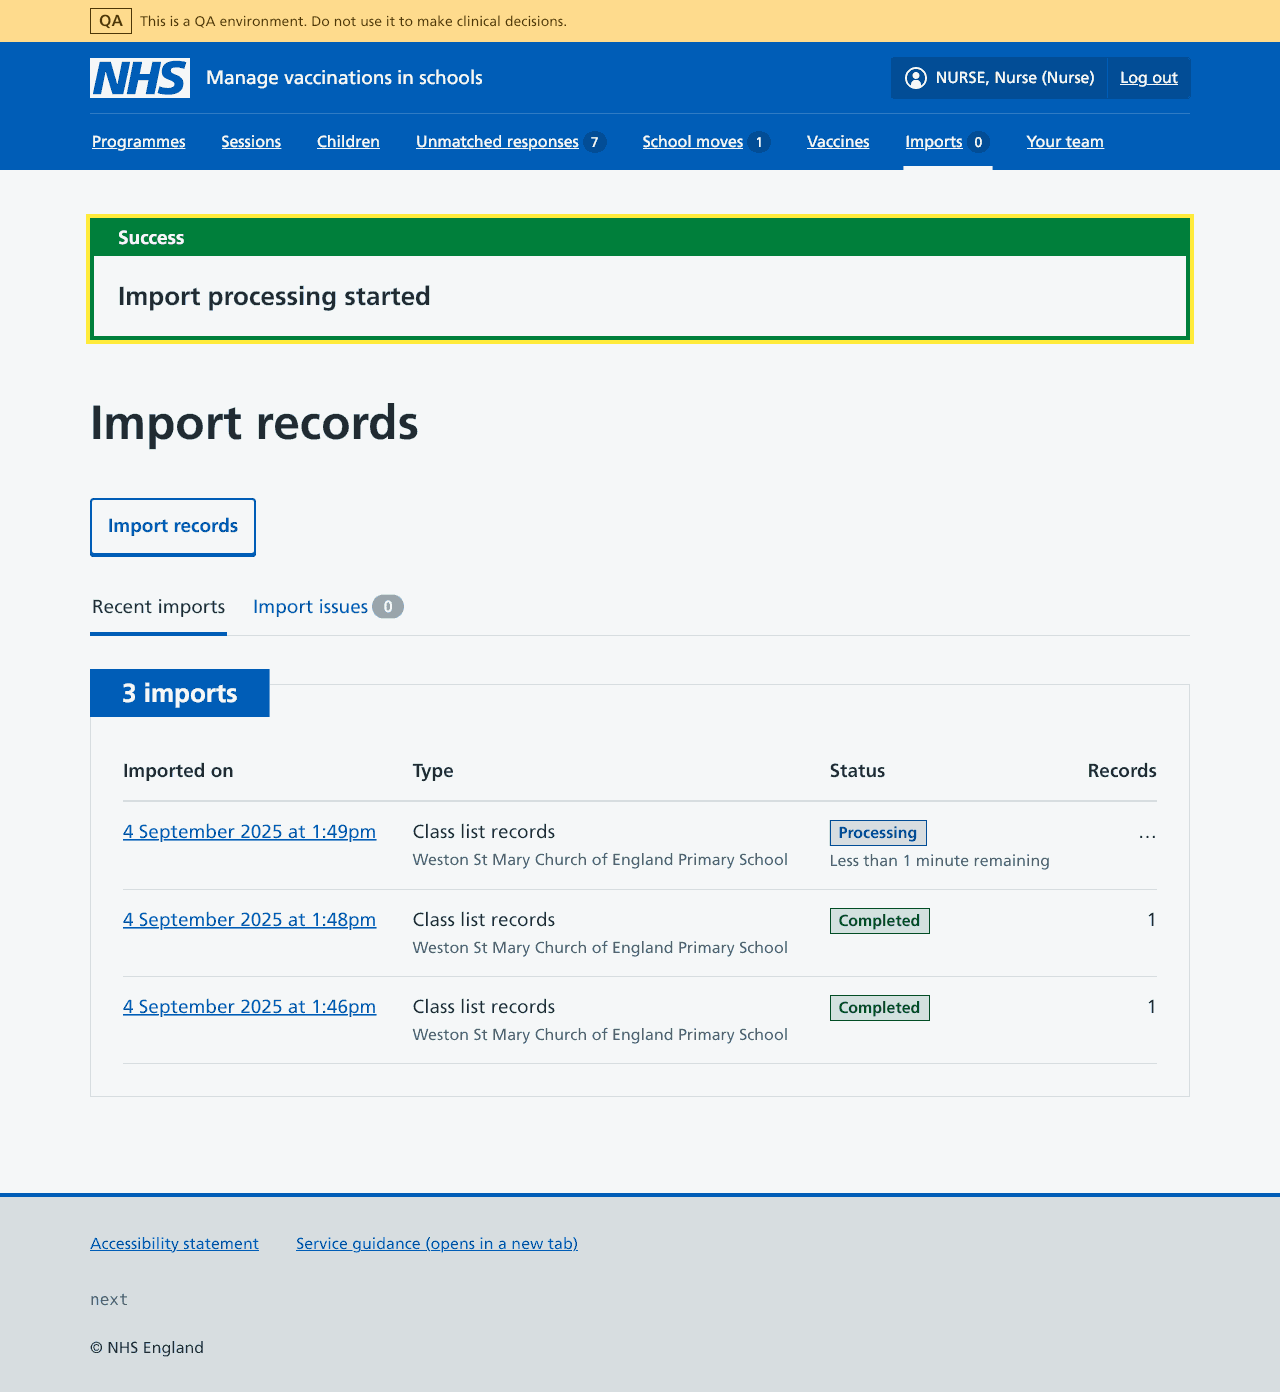 QA This is a QA environment. Do not use it to make clinical decisions.
NHS Manage vaccinations in schools NURSE, Nurse (Nurse) Log out
Programmes Sessions Children Unmatched responses 7 School moves 1 Vaccines Imports 0 Your team
Success
Import processing started
Import records
Import records
Recent imports Import issues 0
3 imports
Imported on Type Status Records
4 September 2025 at 1:49pm Class list records Processing ...
Weston St Mary Church of England Primary School Less than 1 minute remaining
4 September 2025 at 1:48pm Class list records Completed 1
Weston St Mary Church of England Primary School
4 September 2025 at 1:46pm Class list records Completed 1
Weston St Mary Church of England Primary School
Accessibility statement Service guidance (opens in a new tab)
next
© NHS England